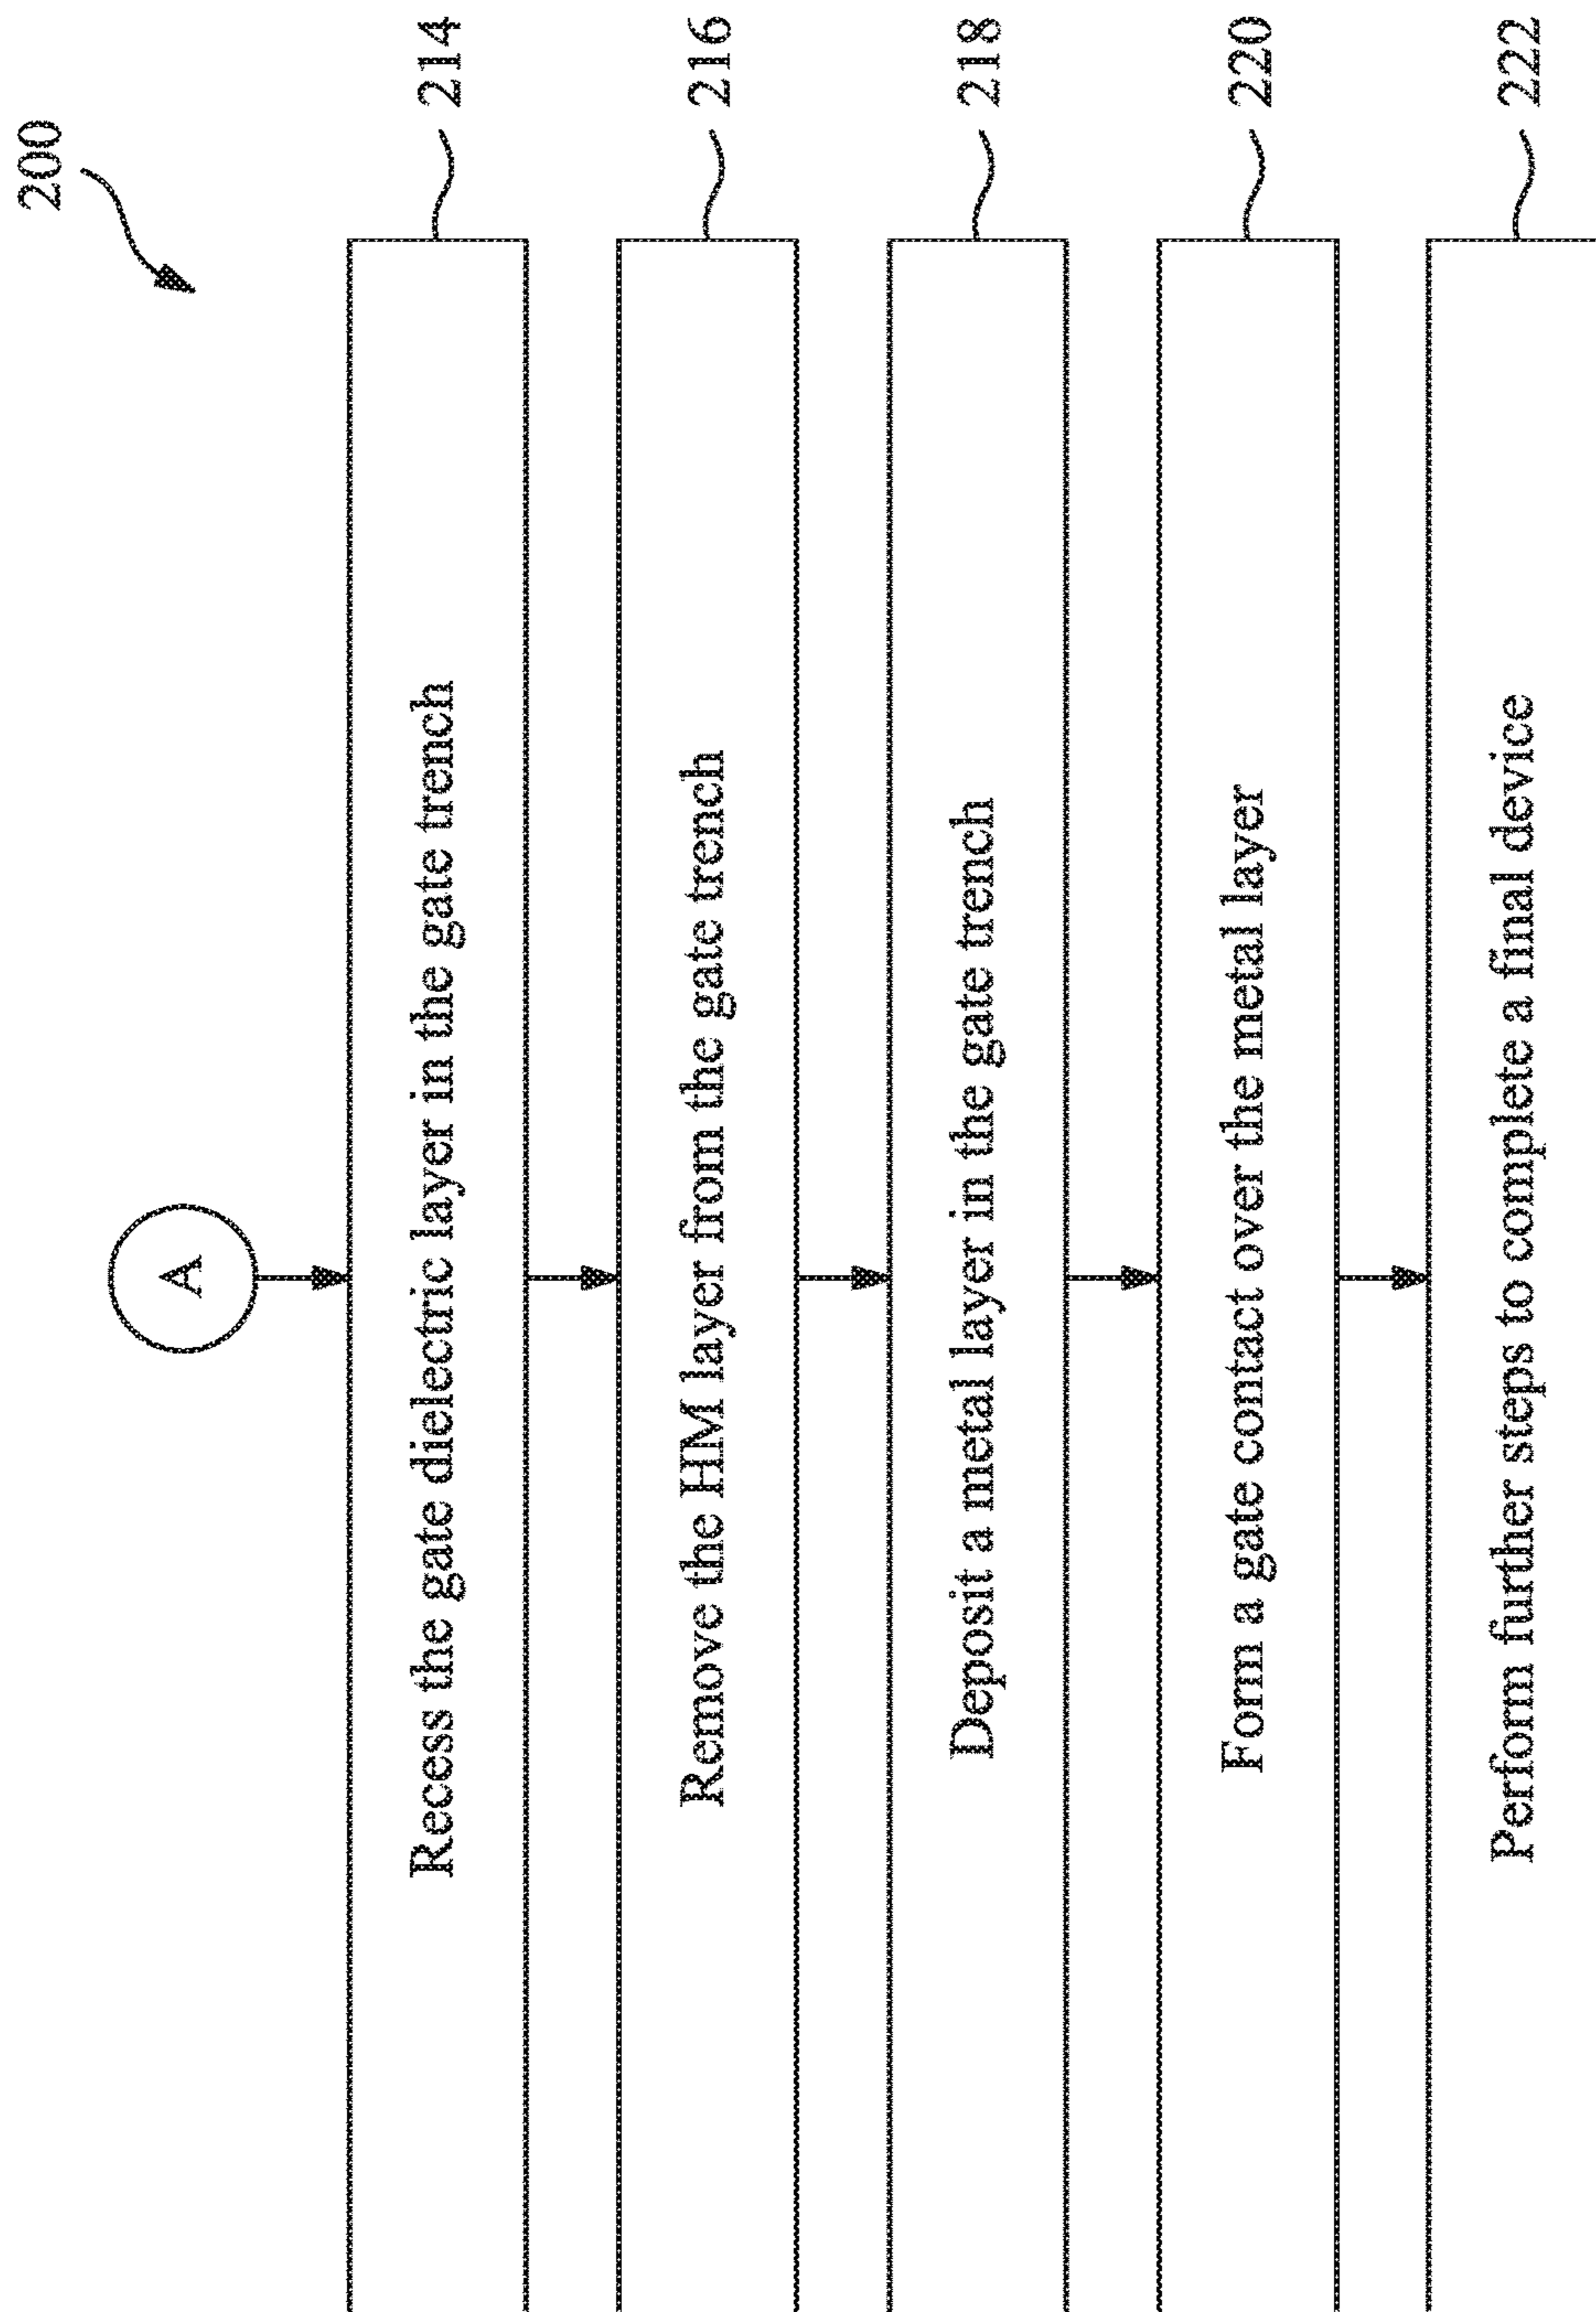 200
A
Recess the gate dielectric layer in the gate trench
214
Remove the HM layer from the gate trench
216
Deposit a metal layer in the gate trench
218
Form a gate contact over the metal layer
220
Perform further steps to complete a final device
222